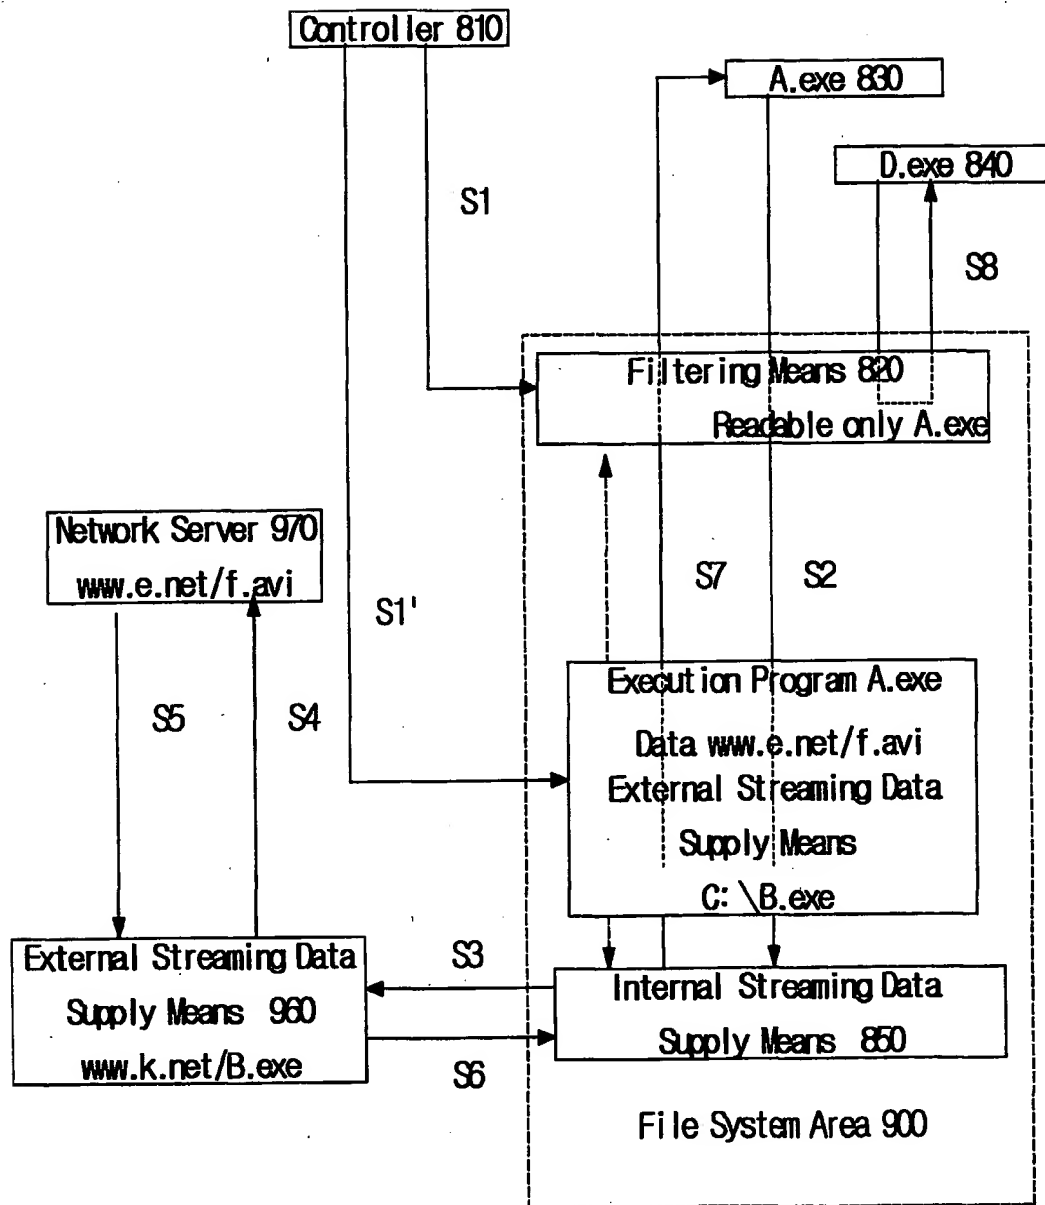 Controller 810
A.exe 830
D.exe 840
S1
S8
Filtering Means 820
Readable only A.exe
Network Server 970
www.e.net/f.avi
S1'
S7
S2
S5
S4
Execution Program A.exe
Data www.e.net/f.avi
External Streaming Data
Supply Means
C:\B.exe
External Streaming Data
Supply Means 960
www.k.net/B.exe
S3
S6
Internal Streaming Data
Supply Means 850
File System Area 900